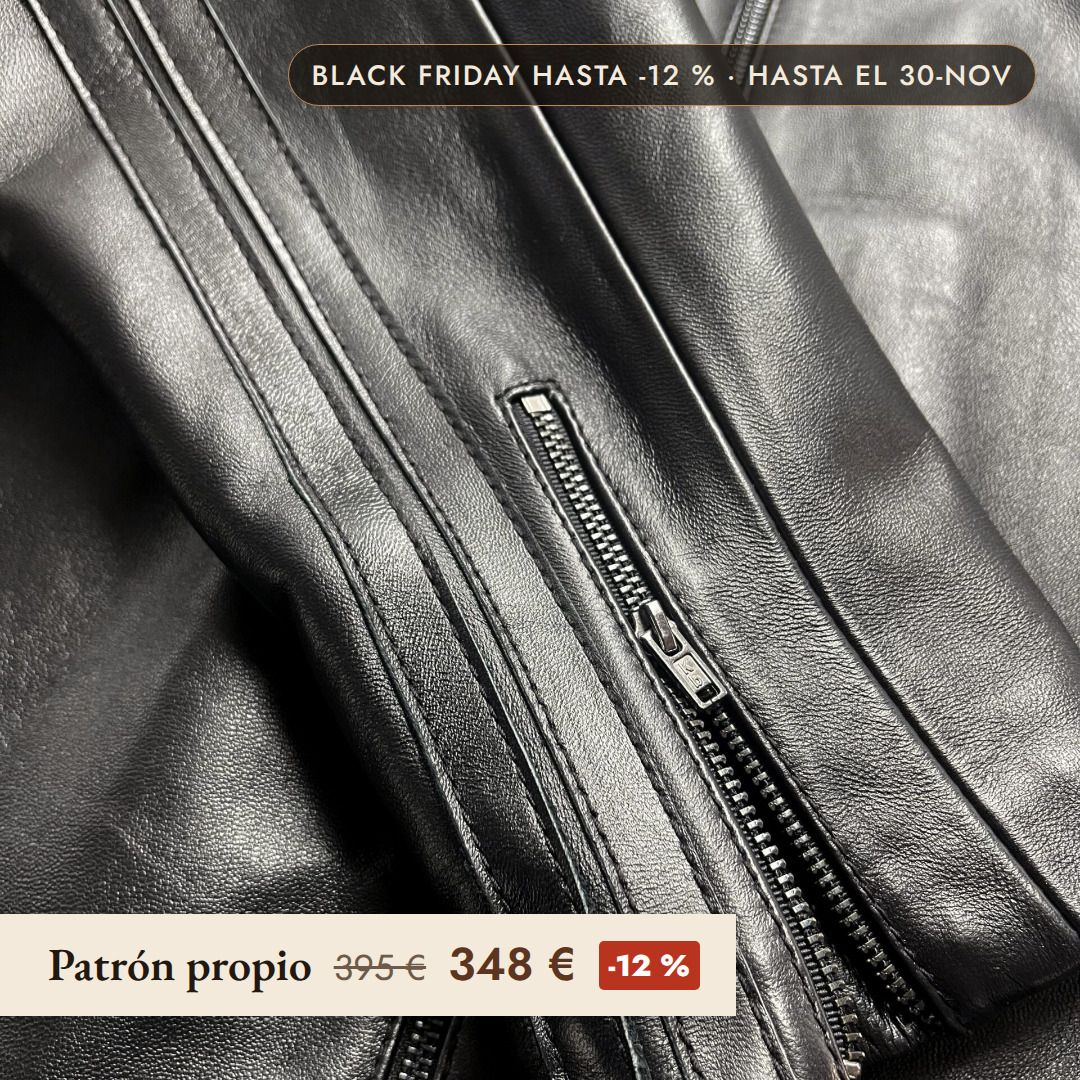 BLACK FRIDAY HASTA -12 % · HASTA EL 30-NOV
Patrón propio 395 € 348 € -12 %